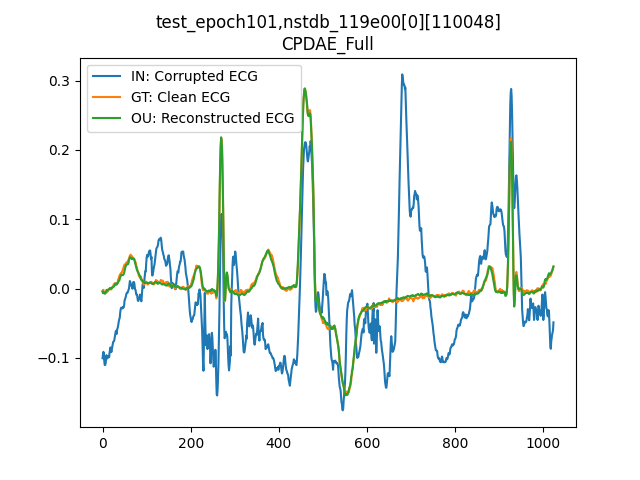 test_epoch101,nstdb_119e00[0][110048]
CPDAE_Full
IN: Corrupted ECG
GT: Clean ECG
OU: Reconstructed ECG
0.3
0.2
0.1
0.0
−0.1
0 200 400 600 800 1000